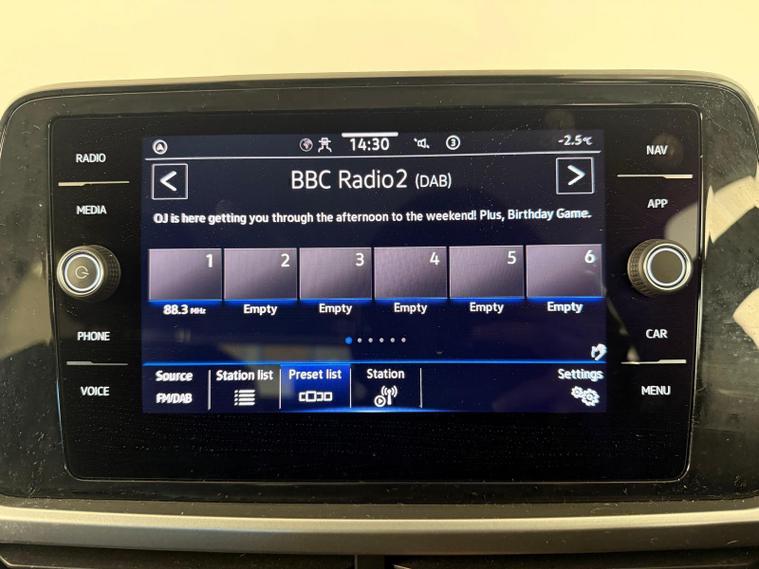 RADIO
MEDIA
PHONE
VOICE
14:30
3
-2.5°C
BBC Radio2 (DAB)
OJ is here getting you through the afternoon to the weekend! Plus, Birthday Game.
1 2 3 4 5 6
88.3 MHz Empty Empty Empty Empty Empty
Source Station list Preset list Station Settings
FM/DAB
NAV
APP
CAR
MENU